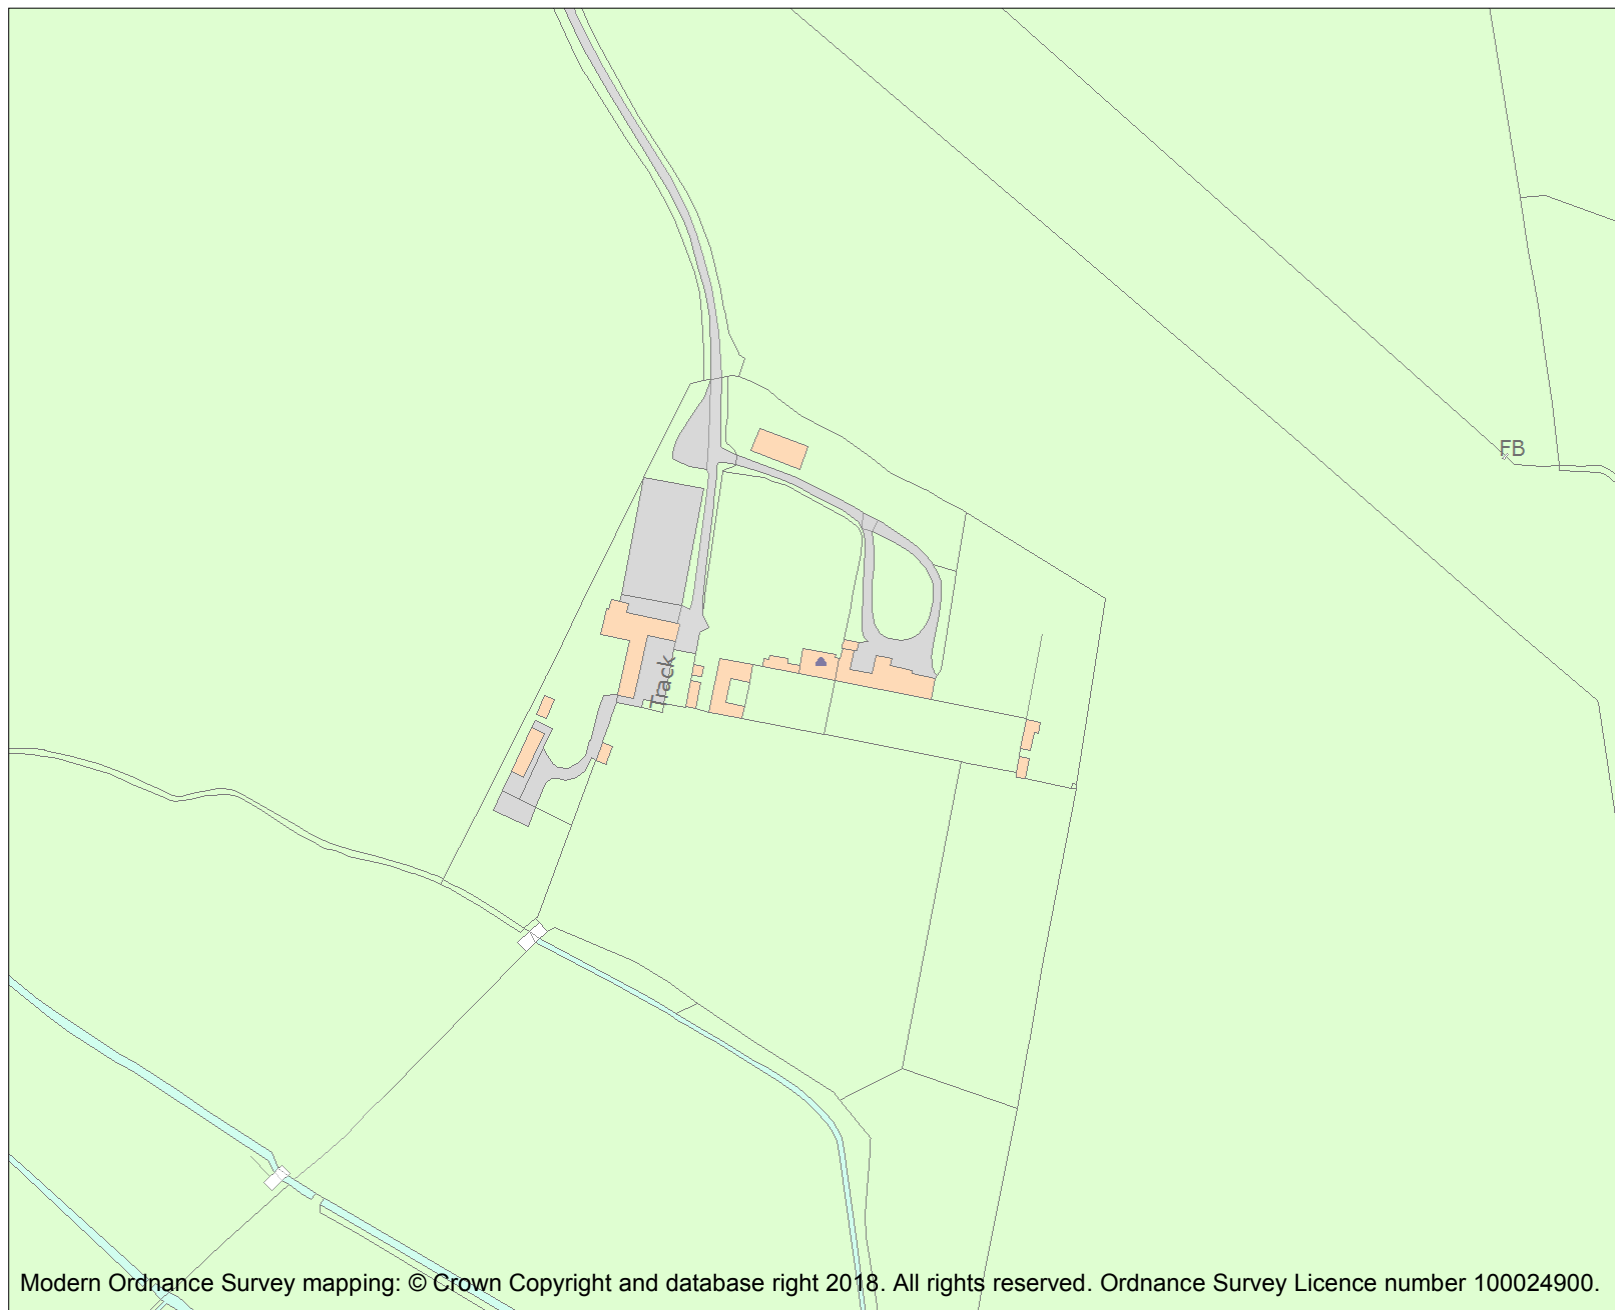 FB
Track
Modern Ordnance Survey mapping: © Crown Copyright and database right 2018. All rights reserved. Ordnance Survey Licence number 100024900.